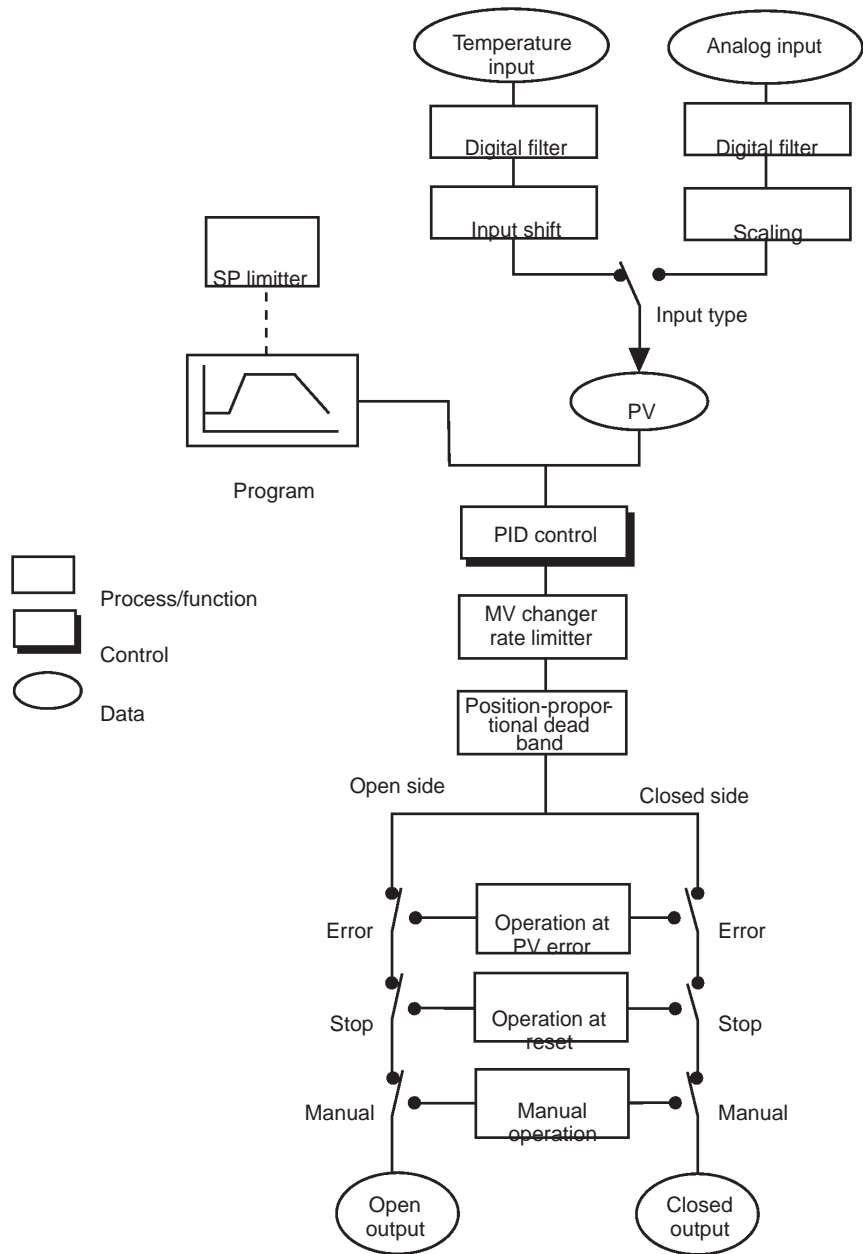 Temperature
input
Analog input
Digital filter
Digital filter
Input shift
Scaling
SP limitter
Input type
PV
Program
PID control
Process/function
MV changer
rate limitter
Control
Position-propor-
tional dead
band
Data
Open side
Closed side
Error
Operation at
PV error
Error
Stop
Operation at
reset
Stop
Manual
Manual
operation
Manual
Open
output
Closed
output